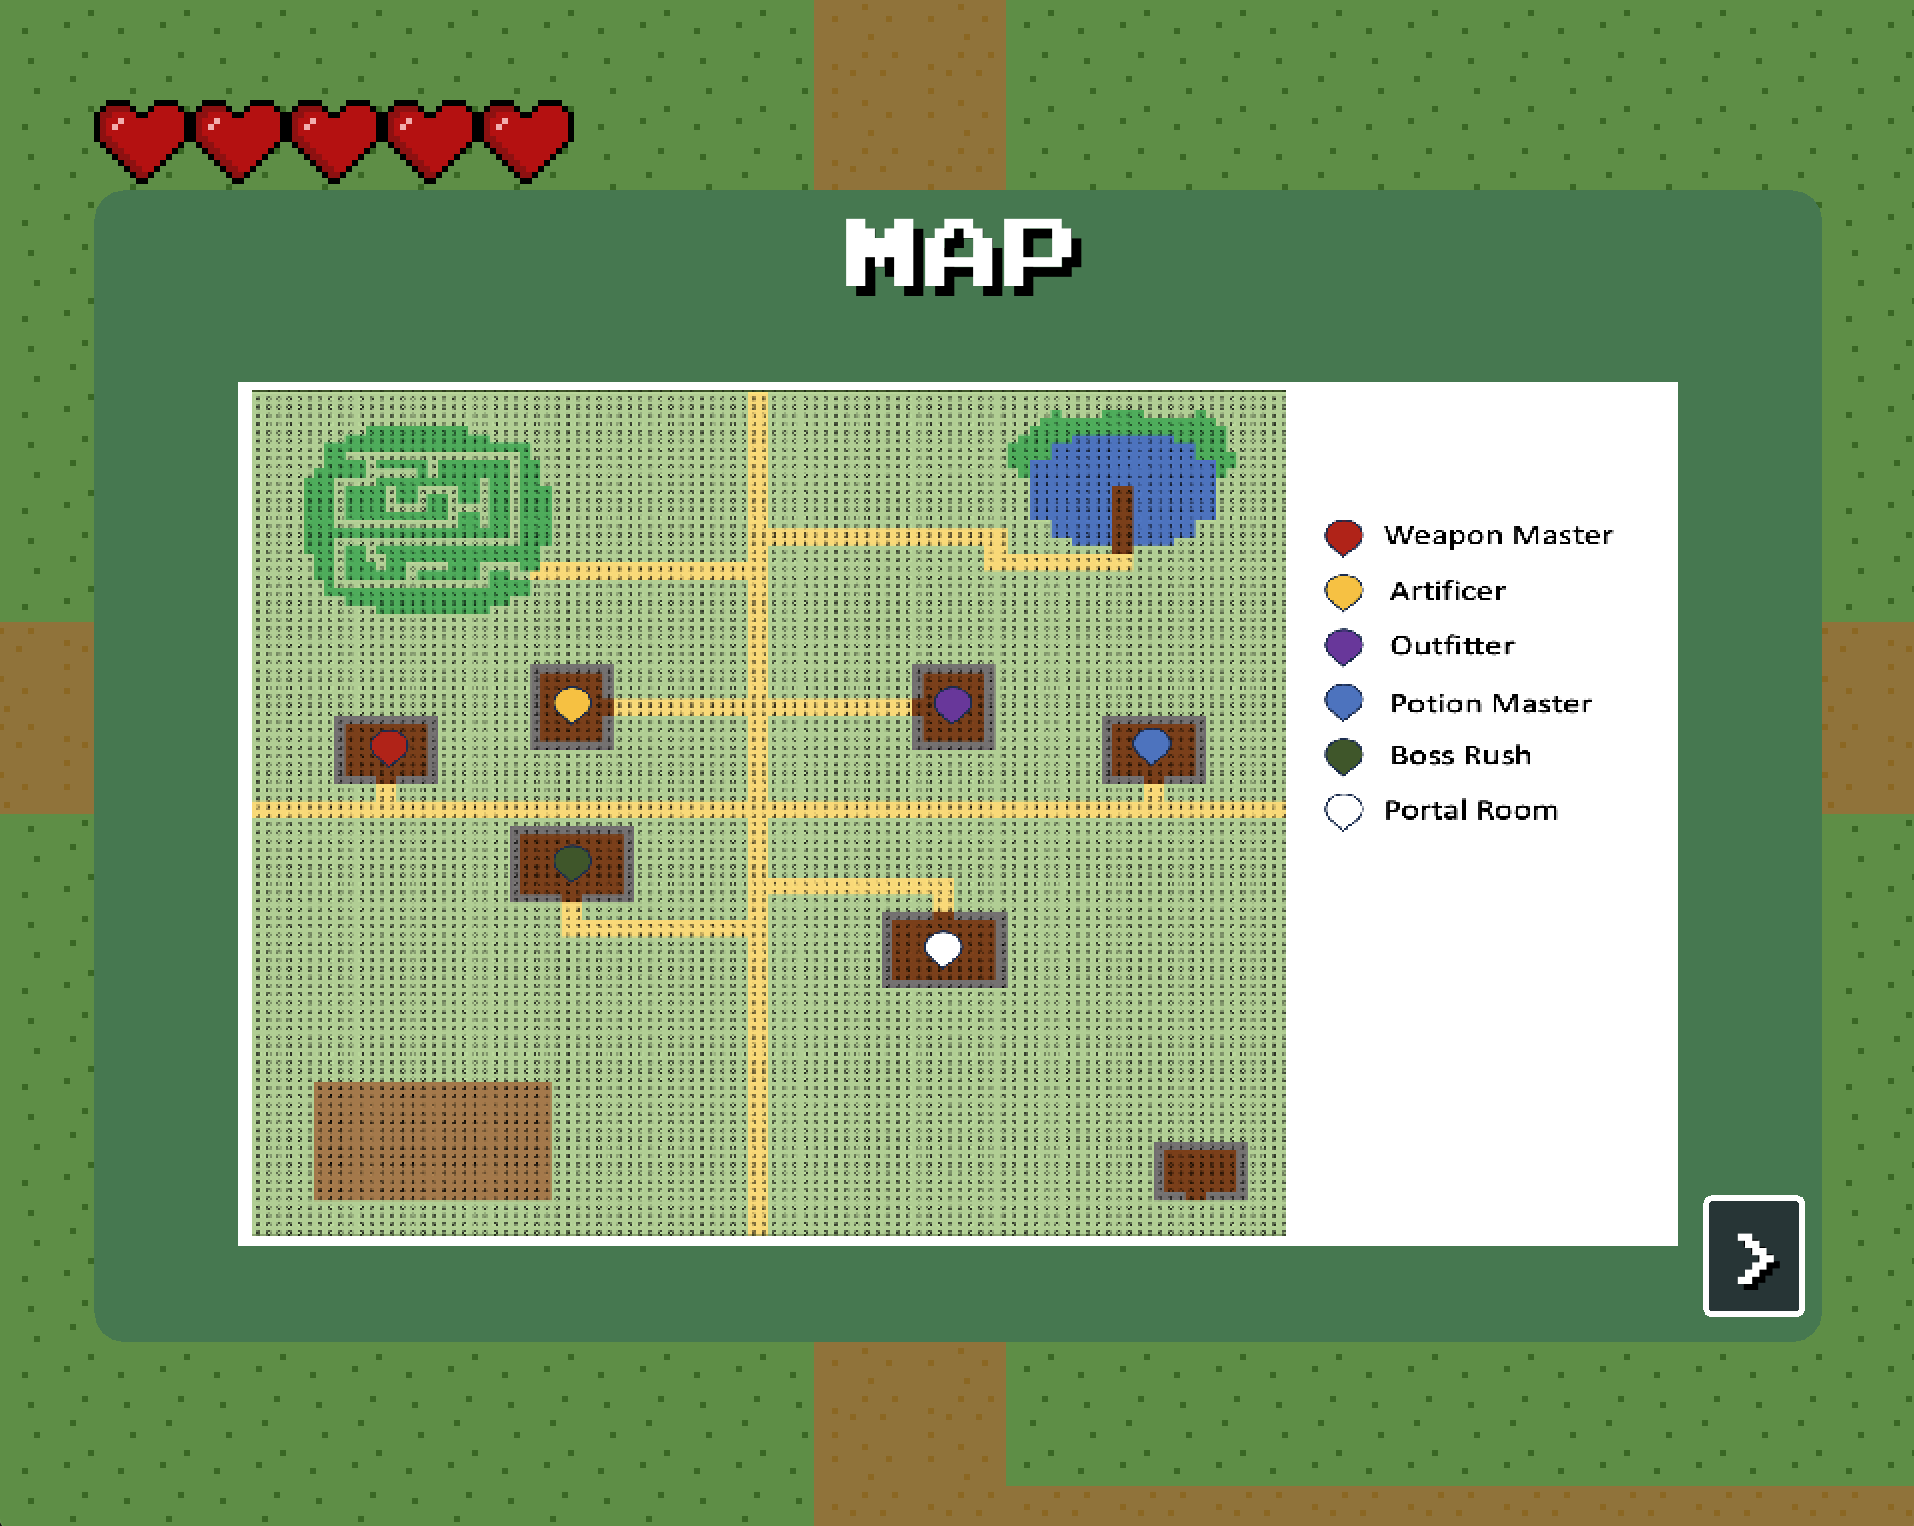 MAP
Weapon Master
Artificer
Outfitter
Potion Master
Boss Rush
Portal Room